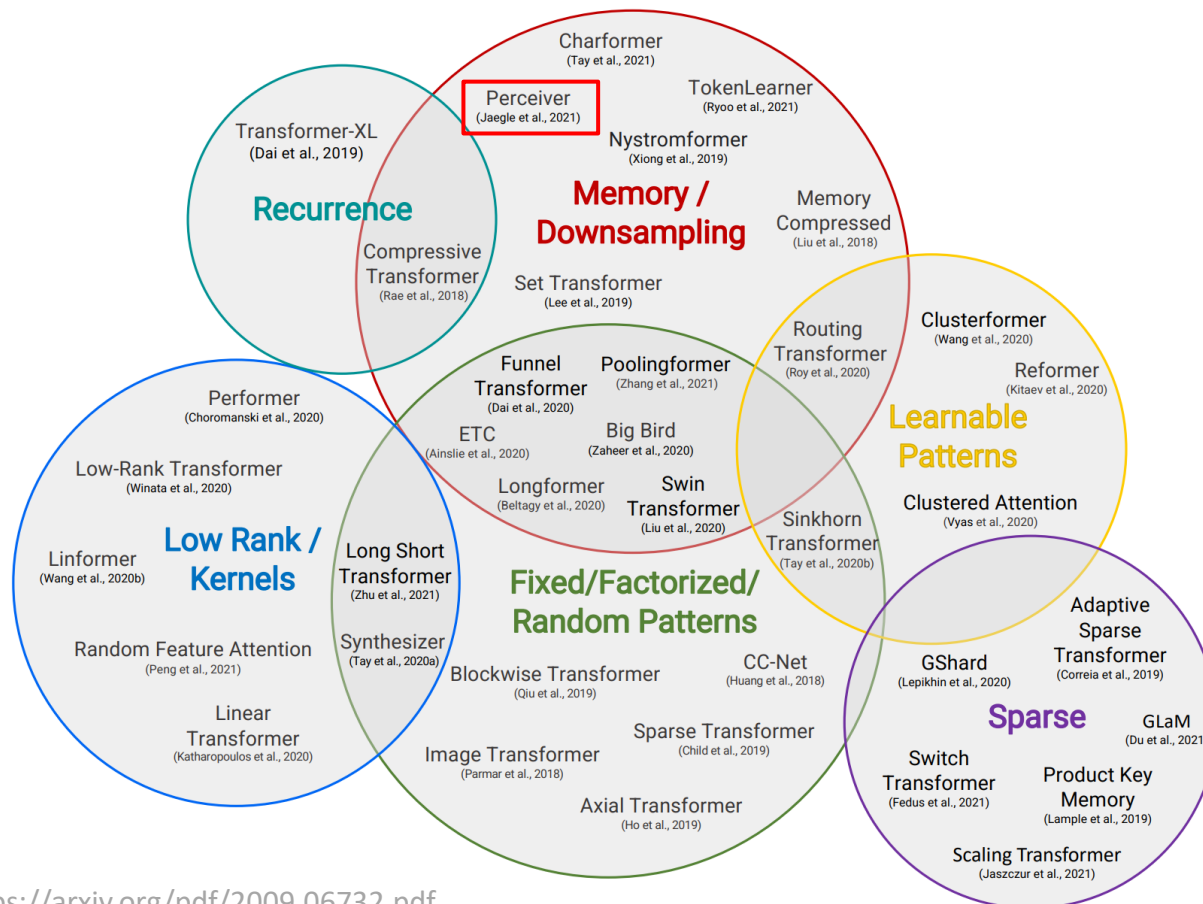 Charformer
(Tay et al., 2021)
Perceiver
(Jaegle et al., 2021)
TokenLearner
(Ryoo et al., 2021)
Transformer-XL
(Dai et al., 2019)
Nystromformer
(Xiong et al., 2019)
Recurrence
Memory /
Downsampling
Memory
Compressed
(Liu et al., 2018)
Compressive
Transformer
(Rae et al., 2018)
Set Transformer
(Lee et al., 2019)
Routing
Transformer
(Roy et al., 2020)
Clusterformer
(Wang et al., 2020)
Reformer
(Kitaev et al., 2020)
Funnel
Transformer
(Dai et al., 2020)
Poolingformer
(Zhang et al., 2021)
Performer
(Choromanski et al., 2020)
Learnable
Patterns
ETC
(Ainslie et al., 2020)
Big Bird
(Zaheer et al., 2020)
Low-Rank Transformer
(Winata et al., 2020)
Longformer
(Beltagy et al., 2020)
Swin
Transformer
(Liu et al., 2020)
Clustered Attention
(Vyas et al., 2020)
Sinkhorn
Transformer
(Tay et al., 2020b)
Low Rank /
Kernels
Linformer
(Wang et al., 2020b)
Long Short
Transformer
(Zhu et al., 2021)
Fixed/Factorized/
Random Patterns
Adaptive
Sparse
Transformer
(Correia et al., 2019)
Random Feature Attention
(Peng et al., 2021)
Synthesizer
(Tay et al., 2020a)
Blockwise Transformer
(Qiu et al., 2019)
CC-Net
(Huang et al., 2018)
GShard
(Lepikhin et al., 2020)
Sparse
Linear
Transformer
(Katharopoulos et al., 2020)
Sparse Transformer
(Child et al., 2019)
GLaM
(Du et al., 2021
Image Transformer
(Parmar et al., 2018)
Switch
Transformer
(Fedus et al., 2021)
Product Key
Memory
(Lample et al., 2019)
Axial Transformer
(Ho et al., 2019)
Scaling Transformer
(Jaszczur et al., 2021)
ps://arxiv.org/pdf/2009.06732.pdf